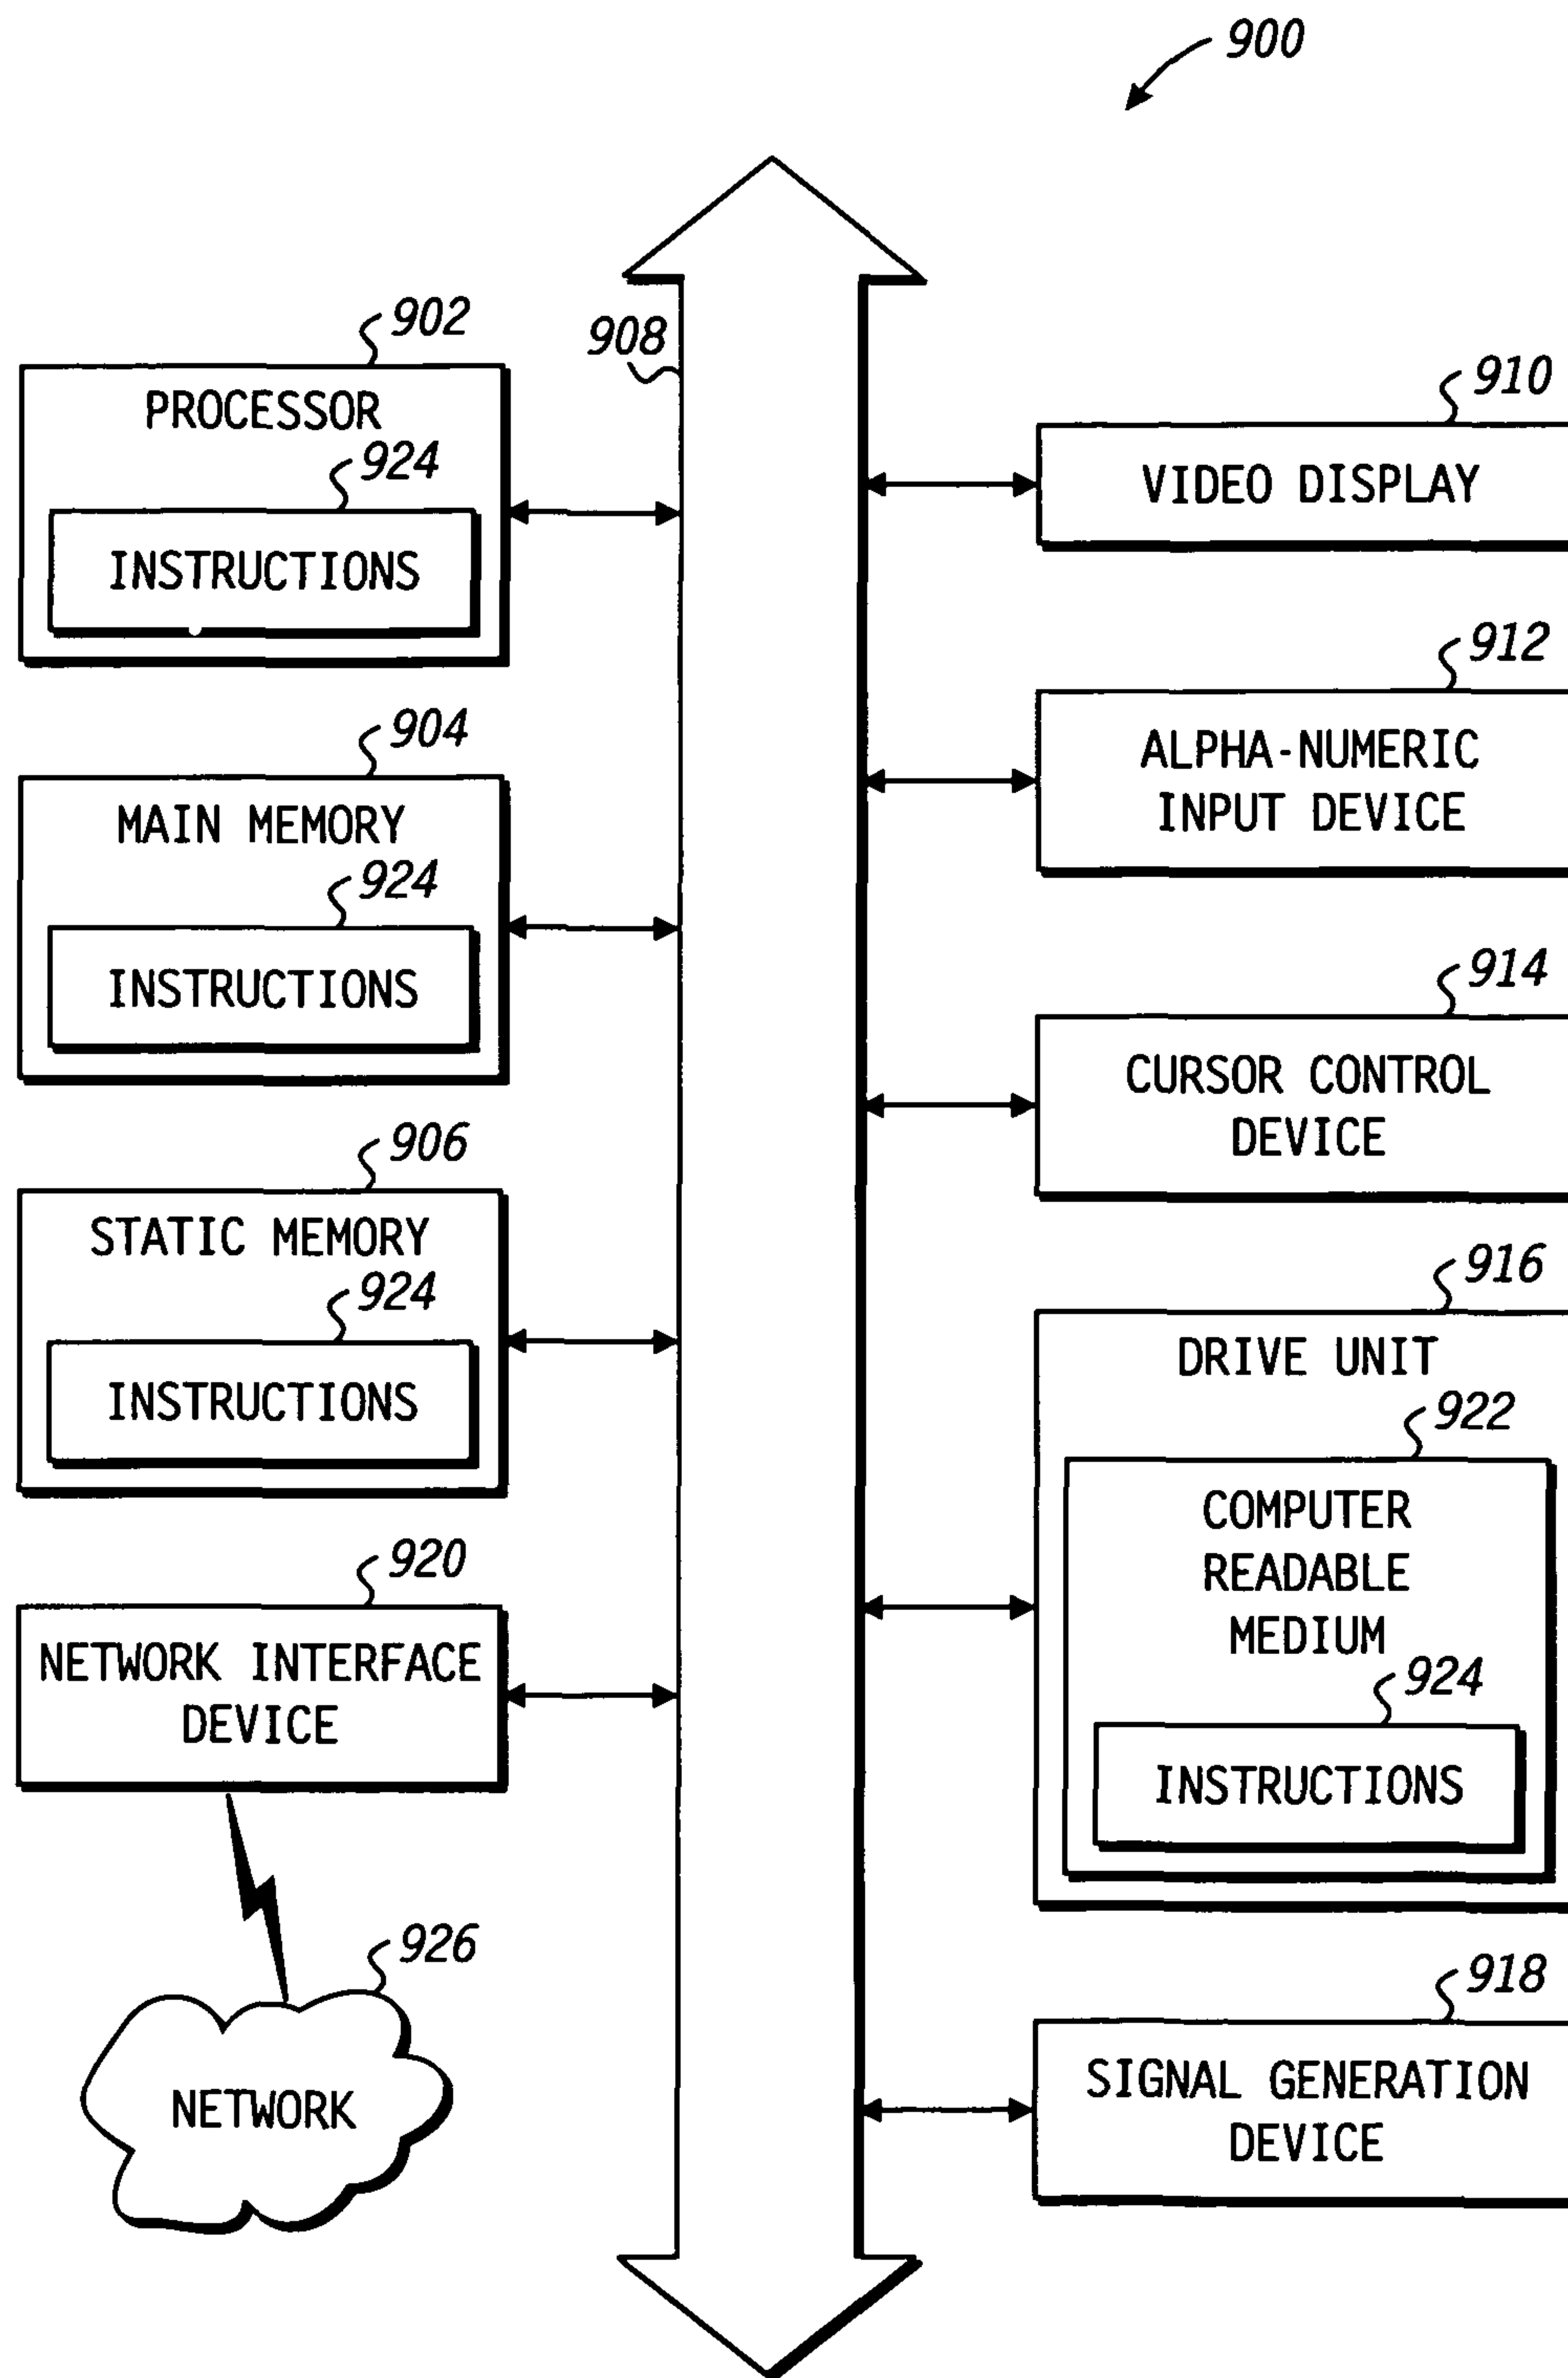 900
908
902
PROCESSOR
924
INSTRUCTIONS
904
MAIN MEMORY
924
INSTRUCTIONS
906
STATIC MEMORY
924
INSTRUCTIONS
920
NETWORK INTERFACE
DEVICE
926
NETWORK
910
VIDEO DISPLAY
912
ALPHA-NUMERIC
INPUT DEVICE
914
CURSOR CONTROL
DEVICE
916
DRIVE UNIT
922
COMPUTER
READABLE
MEDIUM
924
INSTRUCTIONS
918
SIGNAL GENERATION
DEVICE